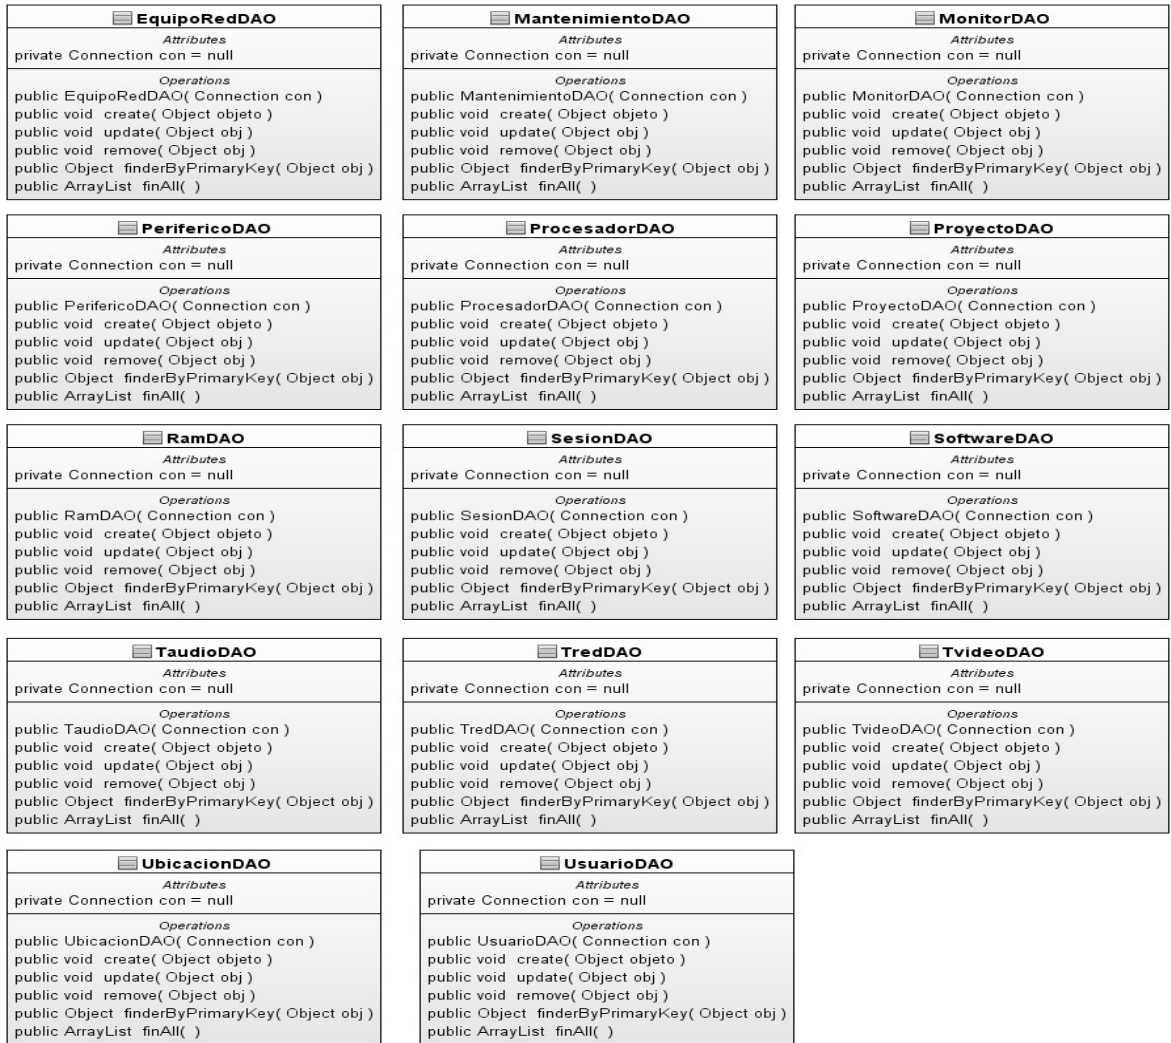 EquipoRedDAO
Attributes
private Connection con = null
Operations
public EquipoRedDAO( Connection con )
public void create( Object objeto )
public void update( Object obj )
public void remove( Object obj )
public Object finderByPrimaryKey( Object obj )
public ArrayList finAll( )
MantenimientoDAO
Attributes
private Connection con = null
Operations
public MantenimientoDAO( Connection con )
public void create( Object objeto )
public void update( Object obj )
public void remove( Object obj )
public Object finderByPrimaryKey( Object obj )
public ArrayList finAll( )
MonitorDAO
Attributes
private Connection con = null
Operations
public MonitorDAO( Connection con )
public void create( Object objeto )
public void update( Object obj )
public void remove( Object obj )
public Object finderByPrimaryKey( Object obj )
public ArrayList finAll( )
PerifericoDAO
Attributes
private Connection con = null
Operations
public PerifericoDAO( Connection con )
public void create( Object objeto )
public void update( Object obj )
public void remove( Object obj )
public Object finderByPrimaryKey( Object obj )
public ArrayList finAll( )
ProcesadorDAO
Attributes
private Connection con = null
Operations
public ProcesadorDAO( Connection con )
public void create( Object objeto )
public void update( Object obj )
public void remove( Object obj )
public Object finderByPrimaryKey( Object obj )
public ArrayList finAll( )
ProyectoDAO
Attributes
private Connection con = null
Operations
public ProyectoDAO( Connection con )
public void create( Object objeto )
public void update( Object obj )
public void remove( Object obj )
public Object finderByPrimaryKey( Object obj )
public ArrayList finAll( )
RamDAO
Attributes
private Connection con = null
Operations
public RamDAO( Connection con )
public void create( Object objeto )
public void update( Object obj )
public void remove( Object obj )
public Object finderByPrimaryKey( Object obj )
public ArrayList finAll( )
SesionDAO
Attributes
private Connection con = null
Operations
public SesionDAO( Connection con )
public void create( Object objeto )
public void update( Object obj )
public void remove( Object obj )
public Object finderByPrimaryKey( Object obj )
public ArrayList finAll( )
SoftwareDAO
Attributes
private Connection con = null
Operations
public SoftwareDAO( Connection con )
public void create( Object objeto )
public void update( Object obj )
public void remove( Object obj )
public Object finderByPrimaryKey( Object obj )
public ArrayList finAll( )
TaudioDAO
Attributes
private Connection con = null
Operations
public TaudioDAO( Connection con )
public void create( Object objeto )
public void update( Object obj )
public void remove( Object obj )
public Object finderByPrimaryKey( Object obj )
public ArrayList finAll( )
TredDAO
Attributes
private Connection con = null
Operations
public TredDAO( Connection con )
public void create( Object objeto )
public void update( Object obj )
public void remove( Object obj )
public Object finderByPrimaryKey( Object obj )
public ArrayList finAll( )
TvideoDAO
Attributes
private Connection con = null
Operations
public TvideoDAO( Connection con )
public void create( Object objeto )
public void update( Object obj )
public void remove( Object obj )
public Object finderByPrimaryKey( Object obj )
public ArrayList finAll( )
UbicacionDAO
Attributes
private Connection con = null
Operations
public UbicacionDAO( Connection con )
public void create( Object objeto )
public void update( Object obj )
public void remove( Object obj )
public Object finderByPrimaryKey( Object obj )
public ArrayList finAll( )
UsuarioDAO
Attributes
private Connection con = null
Operations
public UsuarioDAO( Connection con )
public void create( Object objeto )
public void update( Object obj )
public void remove( Object obj )
public Object finderByPrimaryKey( Object obj )
public ArrayList finAll( )